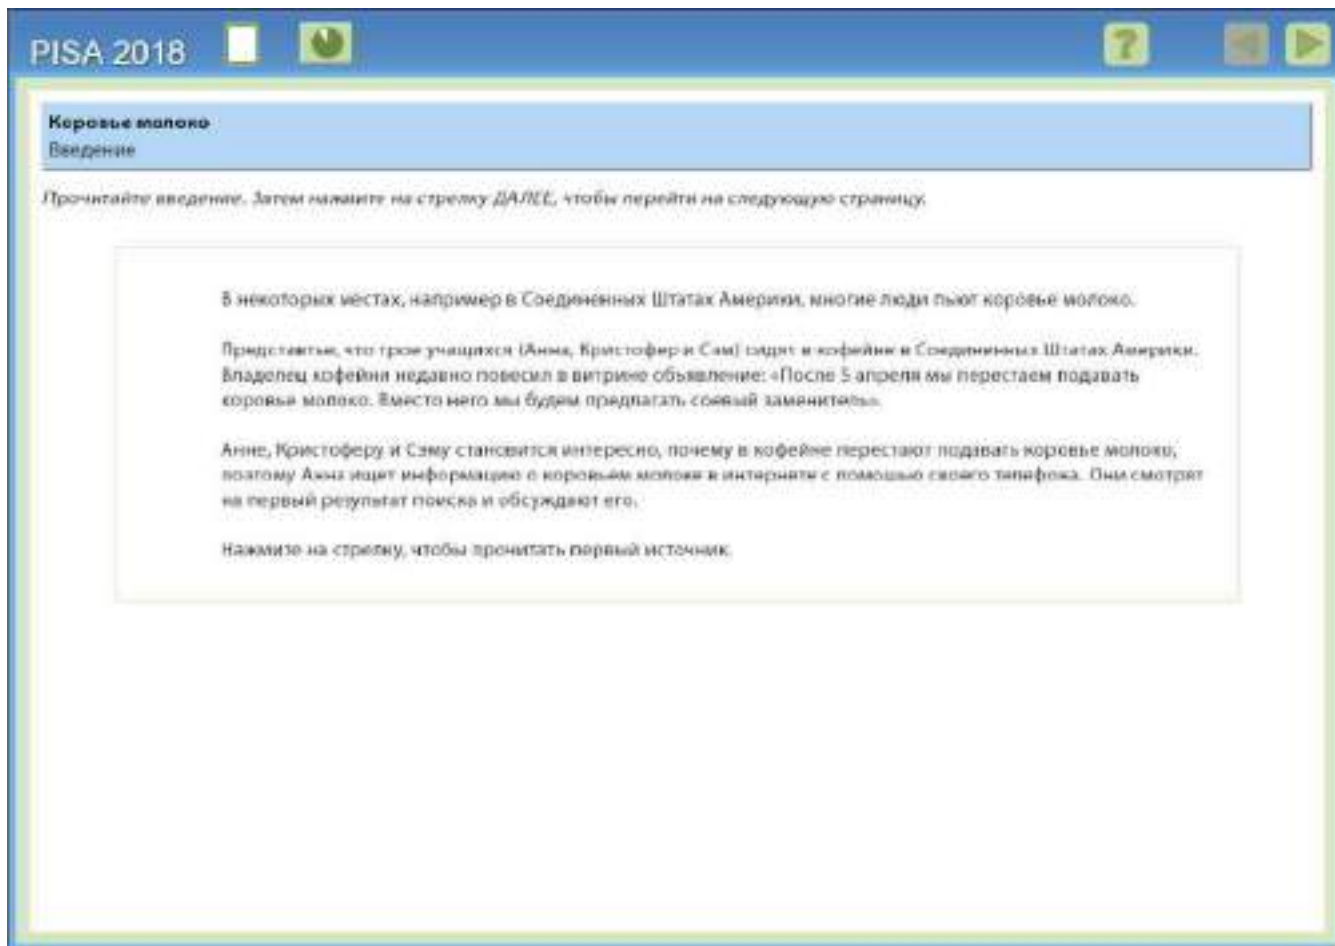 PISA 2018
?
Коровье молоко
Введение
Прочитайте введение. Затем нажмите на стрелку ДАЛЕЕ, чтобы перейти на следующую страницу.
В некоторых местах, например в Соединенных Штатах Америки, многие люди пьют коровье молоко.
Представьте, что трое учащихся (Анна, Кристофер и Сэм) сидят в кофейне в Соединенных Штатах Америки.
Владелец кофейни недавно повесил в витрине объявление: «После 5 апреля мы перестаем подавать
коровье молоко. Вместо него мы будем предлагать соевый заменитель».
Анне, Кристоферу и Сэму становится интересно, почему в кофейне перестают подавать коровье молоко,
поэтому Анна ищет информацию о коровьем молоке в интернете с помощью своего телефона. Они смотрят
на первый результат поиска и обсуждают его.
Нажмите на стрелку, чтобы прочитать первый источник.